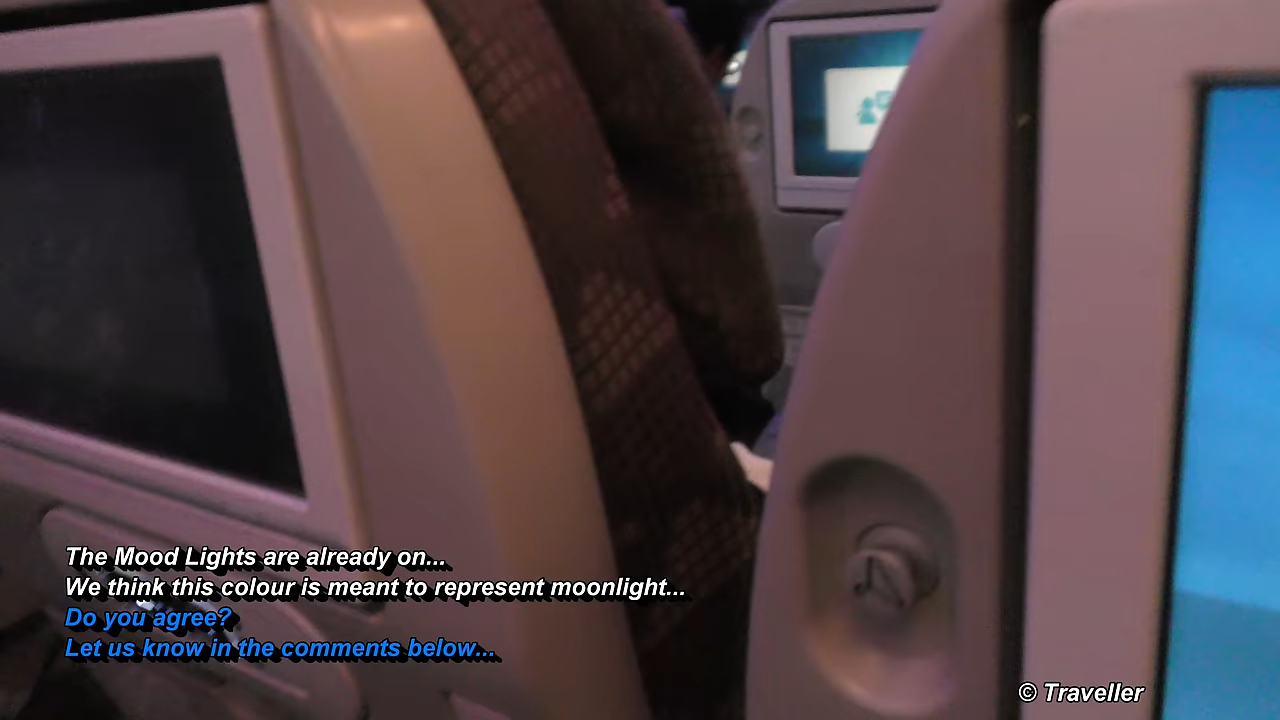 The Mood Lights are already on...
We think this colour is meant to represent moonlight...
Do you agree?
Let us know in the comments below...
© Traveller